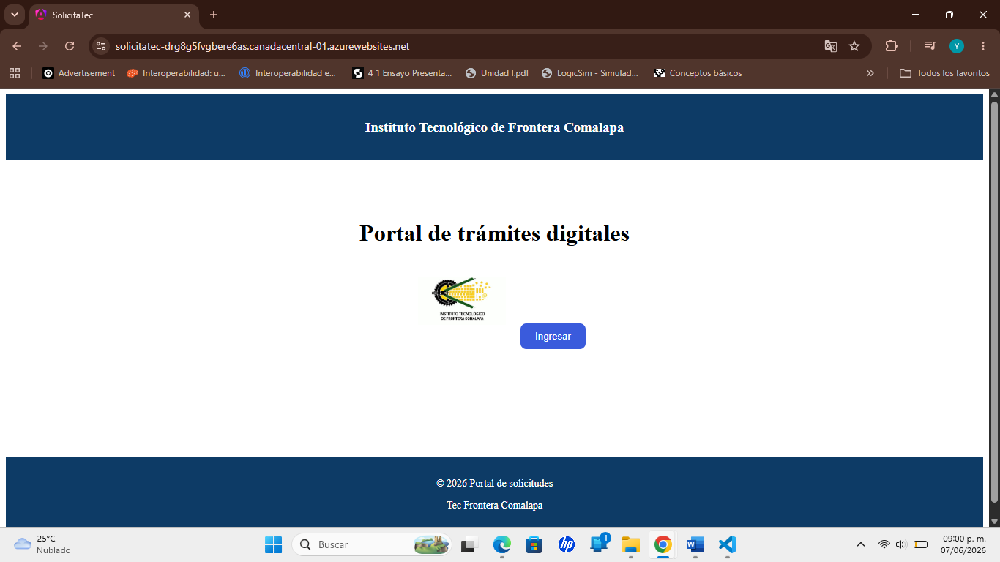 SolicitaTec
solicitatec-drg8g5fvgbere6as.canadacentral-01.azurewebsites.net
Y
Advertisement
Interoperabilidad: u...
Interoperabilidad e...
4 1 Ensayo Presenta...
Unidad I.pdf
LogicSim - Simulad...
Conceptos básicos
Todos los favoritos
Instituto Tecnológico de Frontera Comalapa
Portal de trámites digitales
INSTITUTO TECNOLOGICO
DE FRONTERA COMALAPA
Ingresar
© 2026 Portal de solicitudes
Tec Frontera Comalapa
25°C
Nublado
Buscar
1
09:00 p. m.
07/06/2026